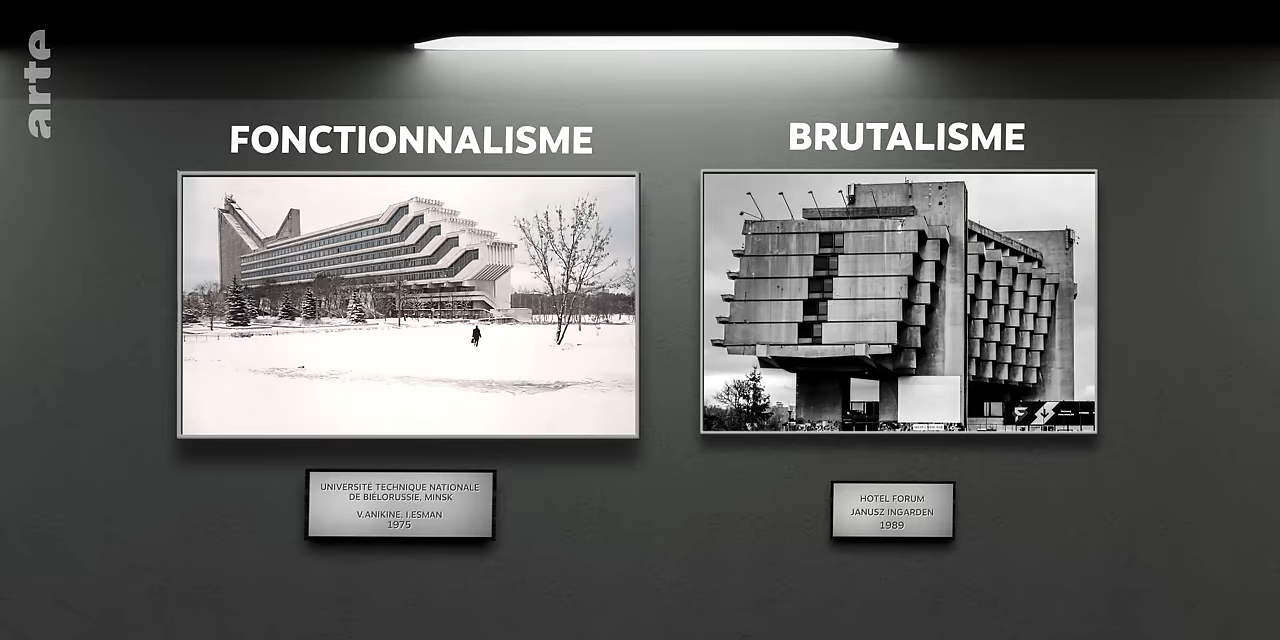 arte
FONCTIONNALISME
BRUTALISME
UNIVERSITÉ TECHNIQUE NATIONALE
DE BIÉLORUSSIE, MINSK
V.ANIKINE, I.ESMAN
1975
HOTEL FORUM
JANUSZ INGARDEN
1989